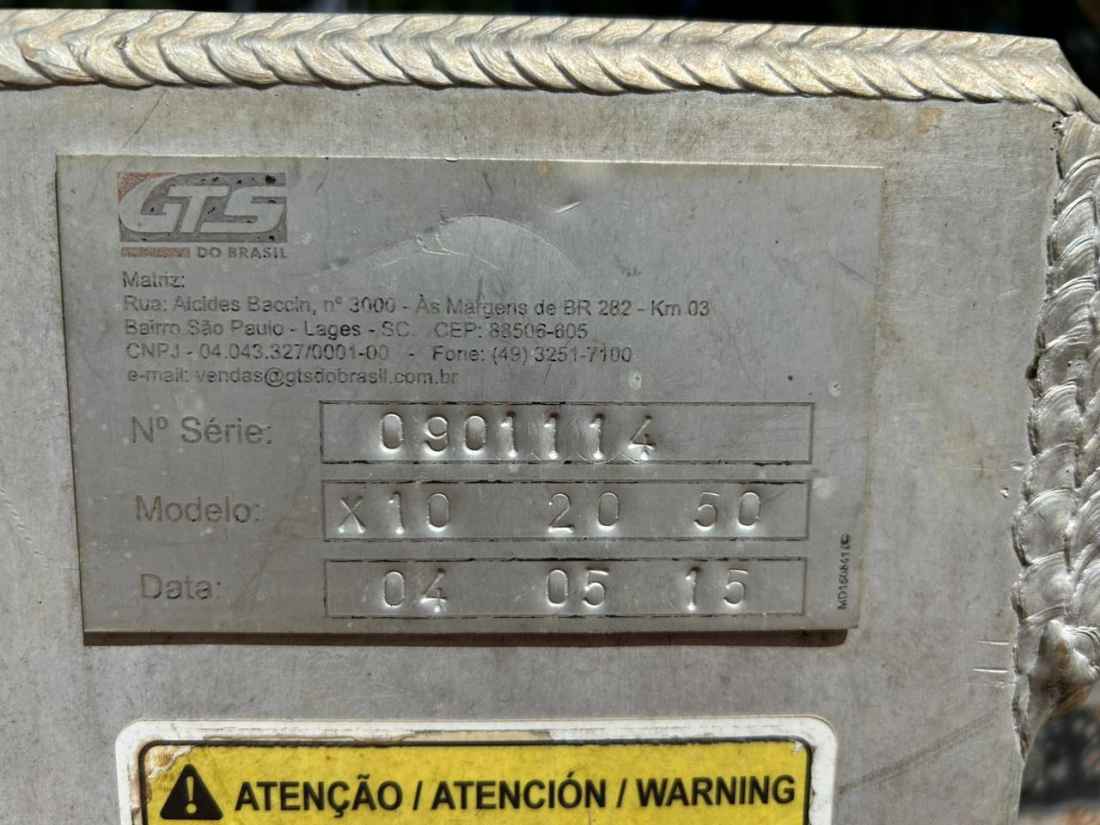 GTS
DO BRASIL
Matriz:
Rua: Alcides Baccin, nº 3000 - Às Margens de BR 282 - Km 03
Bairro São Paulo - Lages - SC. CEP: 88506-605
CNPJ - 04.043.327/0001-00 - Fone: (49) 3251-7100
e-mail: vendas@gtsdobrasil.com.br
Nº Série: 0901114
Modelo: X10 20 50
Data: 04 05 15
ATENÇÃO / ATENCIÓN / WARNING